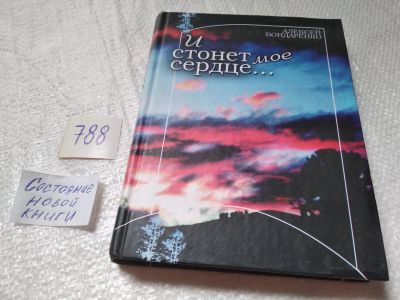 АЛЕКСЕЙ
БОНДАРЕНКО
И
стонет мое
сердце...
788
Состояние
новой
книги